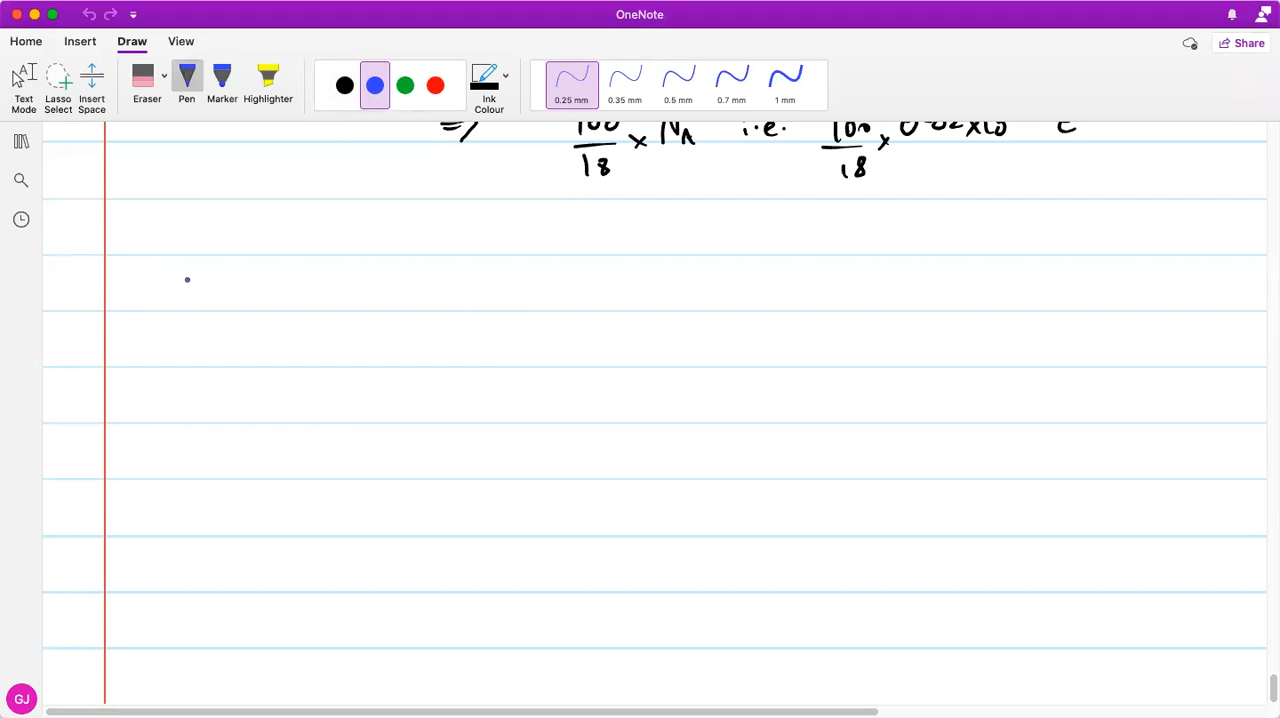 OneNote
Home Insert Draw View
Share
Text Mode
Lasso Select
Insert Space
Eraser
Pen
Marker
Highlighter
Ink Colour
0.25 mm
0.35 mm
0.5 mm
0.7 mm
1 mm
=> 100/18 × NA i.e. 100/18 ×
GJ